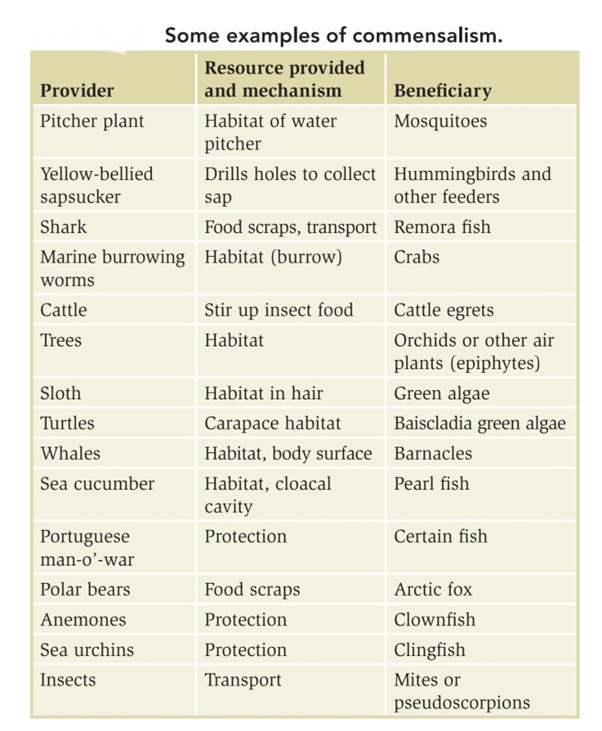 Some examples of commensalism.
Provider
Resource provided
and mechanism
Beneficiary
Pitcher plant
Habitat of water
pitcher
Mosquitoes
Yellow-bellied
sapsucker
Drills holes to collect
sap
Hummingbirds and
other feeders
Shark
Food scraps, transport
Remora fish
Marine burrowing
worms
Habitat (burrow)
Crabs
Cattle
Stir up insect food
Cattle egrets
Trees
Habitat
Orchids or other air
plants (epiphytes)
Sloth
Habitat in hair
Green algae
Turtles
Carapace habitat
Baiscladia green algae
Whales
Habitat, body surface
Barnacles
Sea cucumber
Habitat, cloacal
cavity
Pearl fish
Portuguese
man-o’-war
Protection
Certain fish
Polar bears
Food scraps
Arctic fox
Anemones
Protection
Clownfish
Sea urchins
Protection
Clingfish
Insects
Transport
Mites or
pseudoscorpions